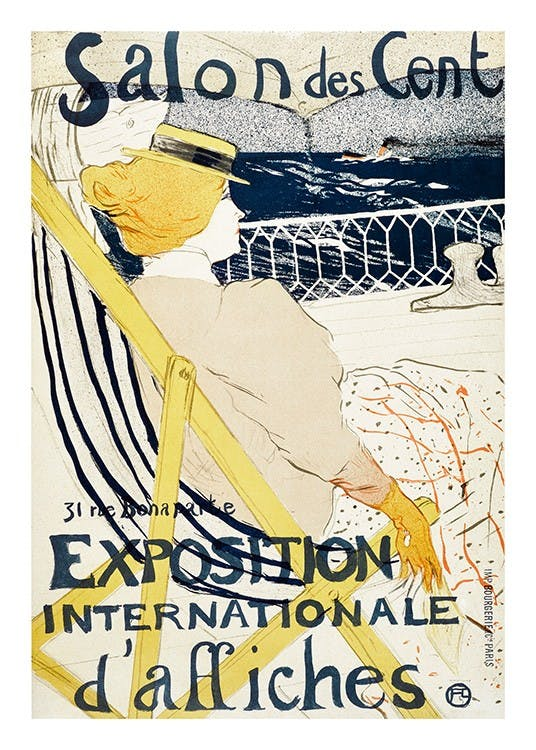 Salon des Cent
31 rue Bonaparte
EXPOSITION
INTERNATIONALE
d'affiches
IMP. BOURGERIE & Cie PARIS